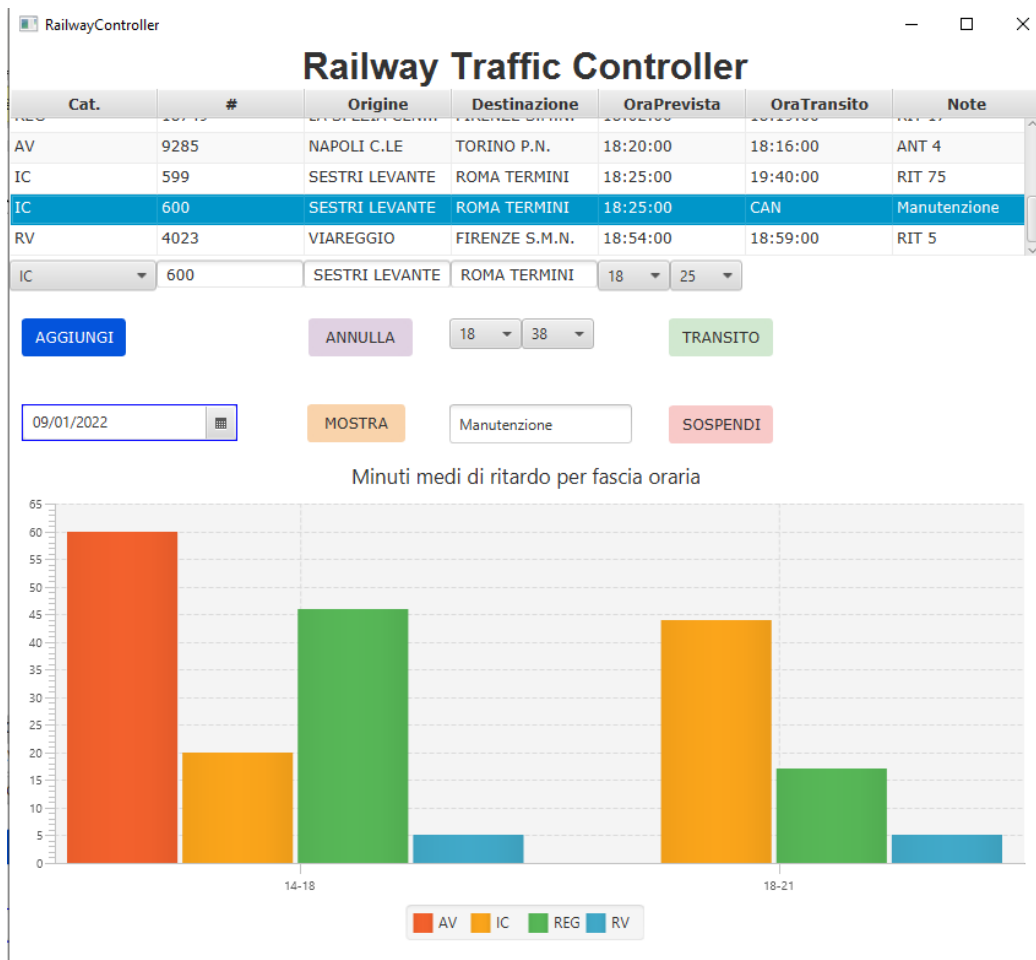 RailwayController
Railway Traffic Controller
Cat. # Origine Destinazione OraPrevista OraTransito Note
AV 9285 NAPOLI C.LE TORINO P.N. 18:20:00 18:16:00 ANT 4
IC 599 SESTRI LEVANTE ROMA TERMINI 18:25:00 19:40:00 RIT 75
IC 600 SESTRI LEVANTE ROMA TERMINI 18:25:00 CAN Manutenzione
RV 4023 VIAREGGIO FIRENZE S.M.N. 18:54:00 18:59:00 RIT 5
IC 600 SESTRI LEVANTE ROMA TERMINI 18 25
AGGIUNGI ANNULLA 18 38 TRANSITO
09/01/2022 MOSTRA Manutenzione SOSPENDI
Minuti medi di ritardo per fascia oraria
65
60
55
50
45
40
35
30
25
20
15
10
5
0
14-18 18-21
AV IC REG RV